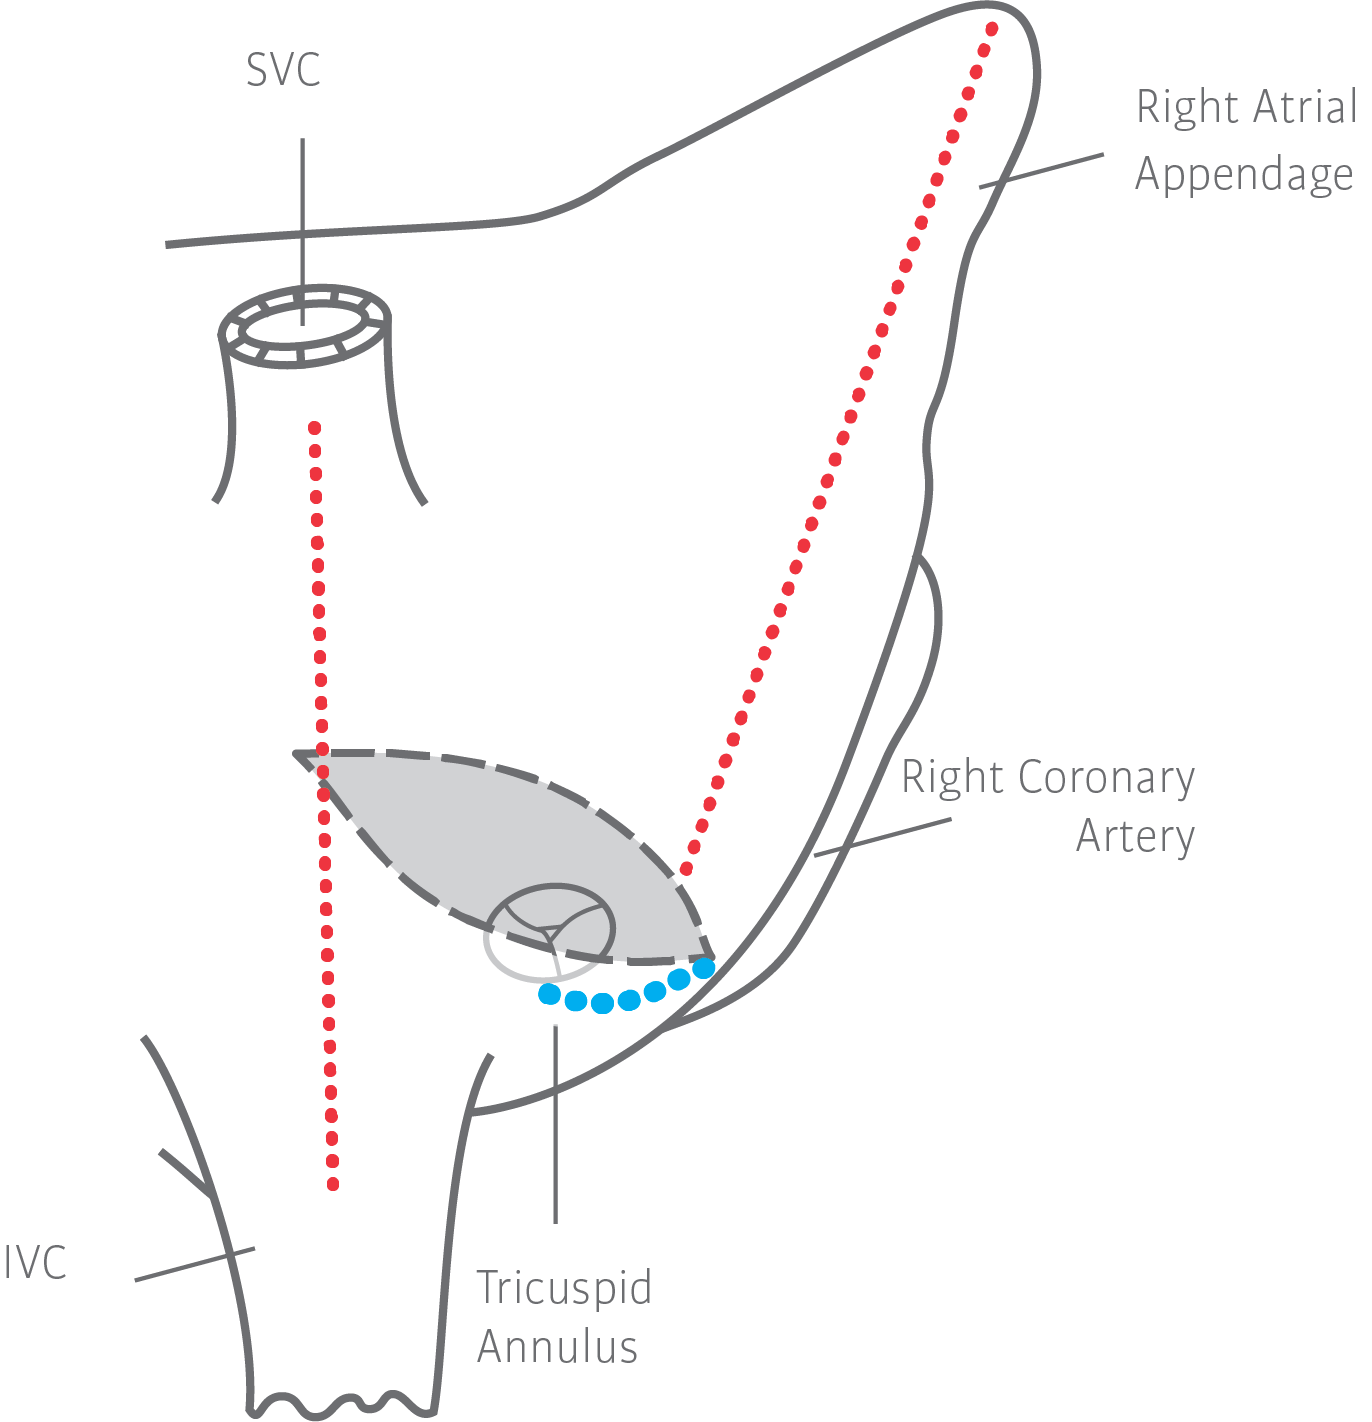 SVC
Right Atrial
Appendage
Right Coronary
Artery
IVC
Tricuspid
Annulus